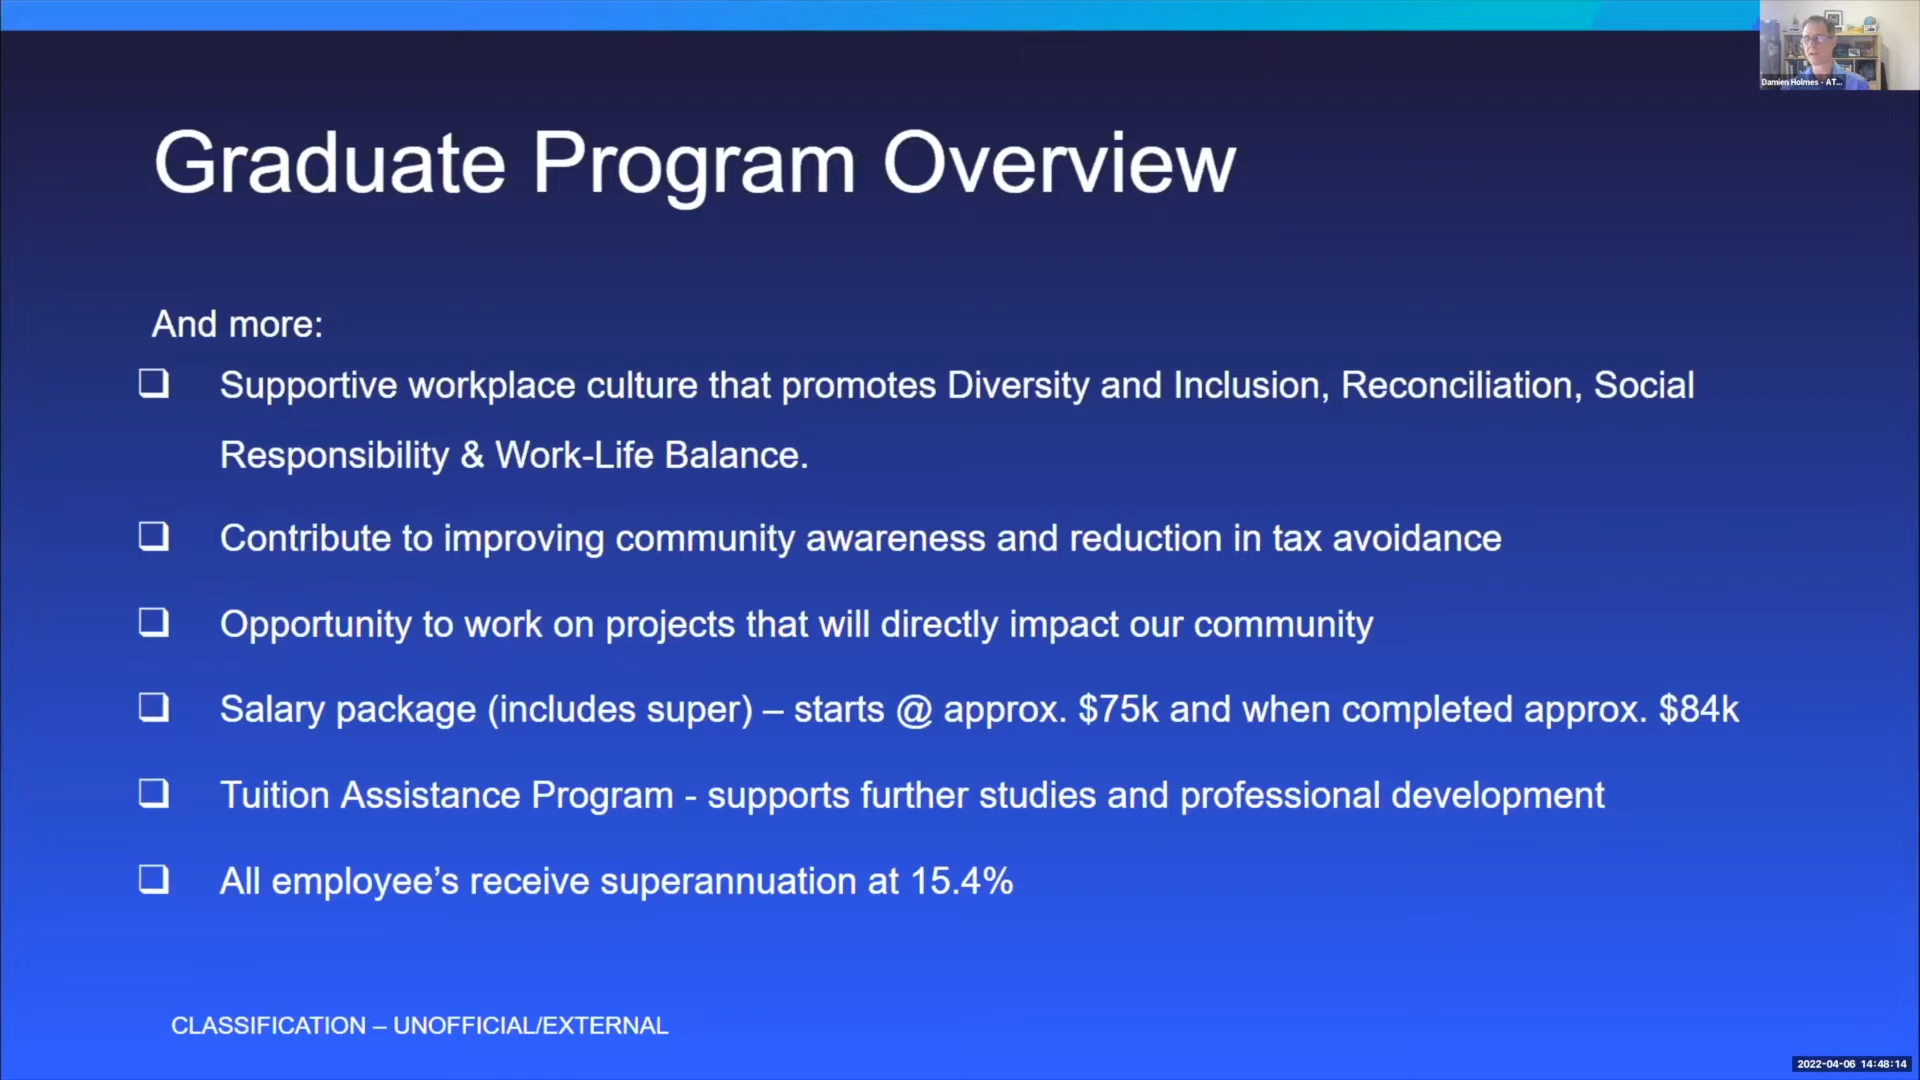 Damien Holmes - AT...
Graduate Program Overview
And more:
❑ Supportive workplace culture that promotes Diversity and Inclusion, Reconciliation, Social
Responsibility & Work-Life Balance.
❑ Contribute to improving community awareness and reduction in tax avoidance
❑ Opportunity to work on projects that will directly impact our community
❑ Salary package (includes super) – starts @ approx. $75k and when completed approx. $84k
❑ Tuition Assistance Program - supports further studies and professional development
❑ All employee’s receive superannuation at 15.4%
CLASSIFICATION – UNOFFICIAL/EXTERNAL
2022-04-06 14:48:14